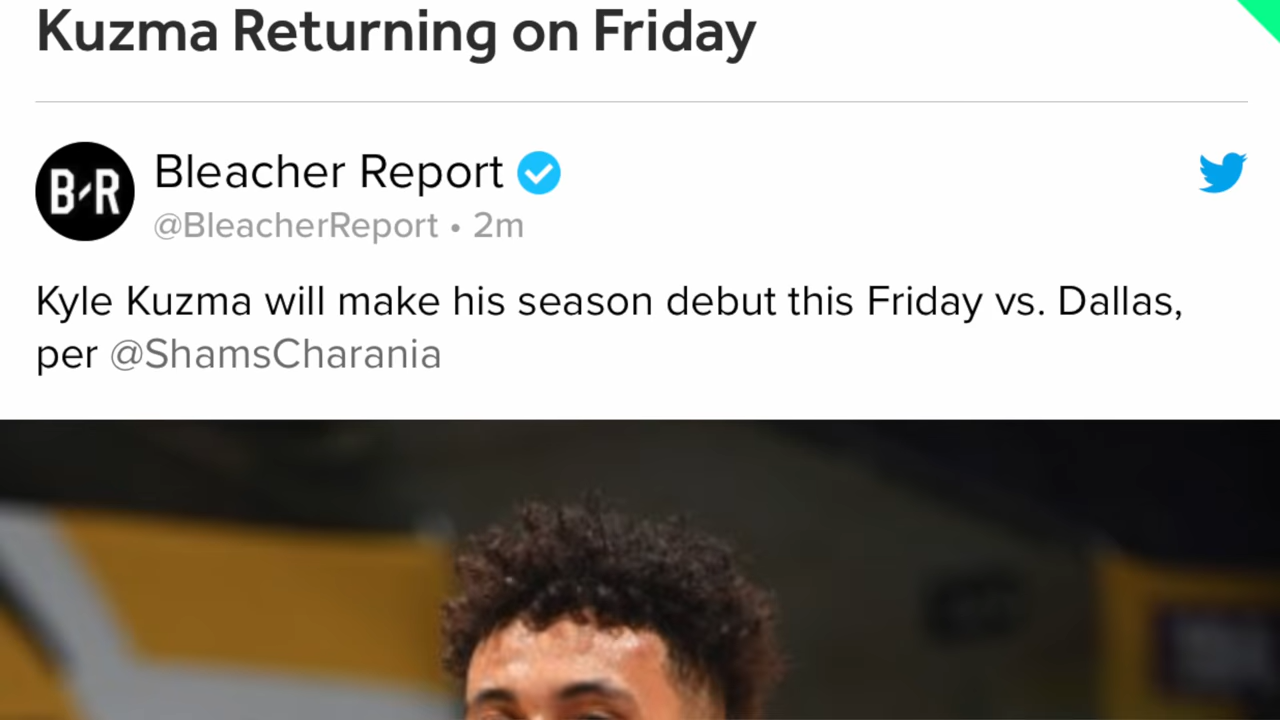 Kuzma Returning on Friday
B/R
Bleacher Report
@BleacherReport • 2m
Kyle Kuzma will make his season debut this Friday vs. Dallas,
per @ShamsCharania